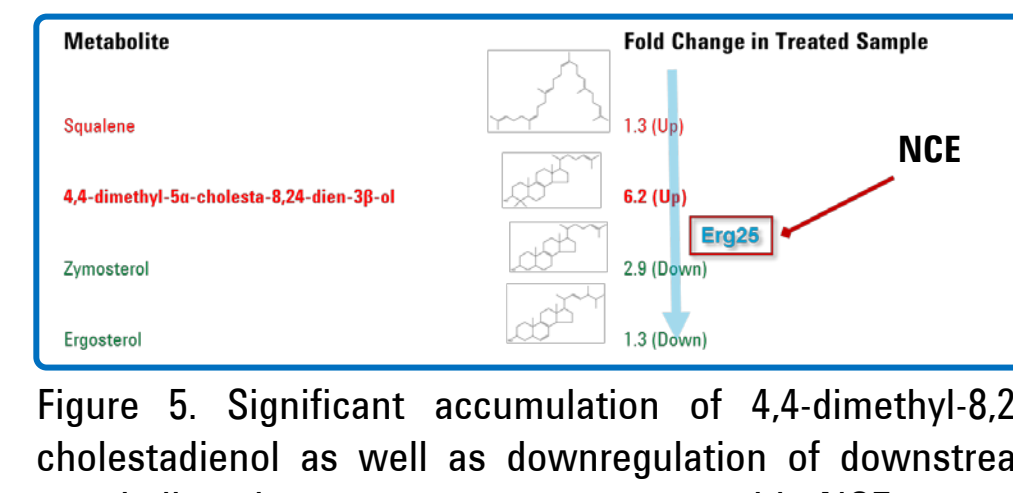 Metabolite Fold Change in Treated Sample
Squalene 1.3 (Up)
NCE
4,4-dimethyl-5α-cholesta-8,24-dien-3β-ol 6.2 (Up)
Erg25
Zymosterol 2.9 (Down)
Ergosterol 1.3 (Down)
Figure 5. Significant accumulation of 4,4-dimethyl-8,2
cholestadienol as well as downregulation of downstrea